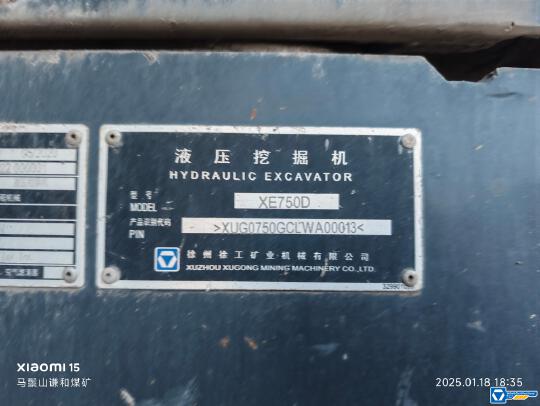 液压挖掘机
HYDRAULIC EXCAVATOR
型号
MODEL
XE750D
产品识别代码
PIN
>XUG0750GCLWA00013<
徐州徐工矿业机械有限公司
XUZHOU XUGONG MINING MACHINERY CO.,LTD.
xiaomi 15
马鬃山谦和煤矿
2025.01.18 18:35